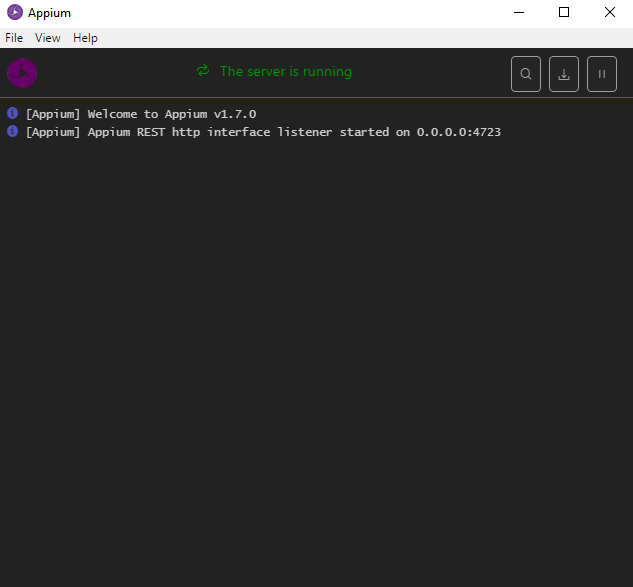 Appium
File View Help
The server is running
[Appium] Welcome to Appium v1.7.0
[Appium] Appium REST http interface listener started on 0.0.0.0:4723